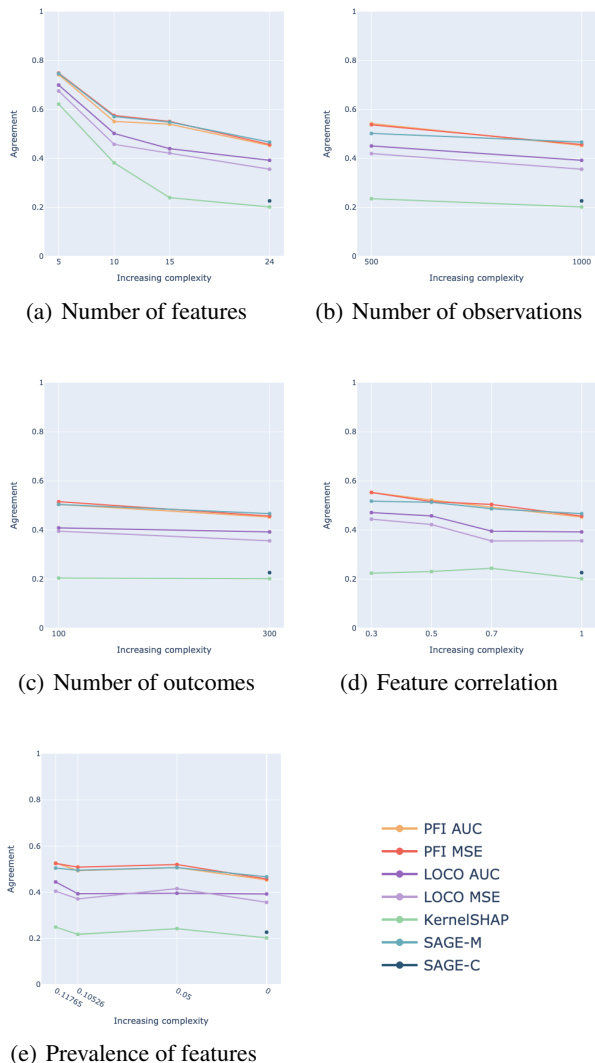 1
0.8
0.6
0.4
0.2
0
Agreement
5
10
15
24
Increasing complexity
(a) Number of features
1
0.8
0.6
0.4
0.2
0
Agreement
500
1000
Increasing complexity
(b) Number of observations
1
0.8
0.6
0.4
0.2
0
Agreement
100
300
Increasing complexity
(c) Number of outcomes
1
0.8
0.6
0.4
0.2
0
Agreement
0.3
0.5
0.7
1
Increasing complexity
(d) Feature correlation
1
0.8
0.6
0.4
0.2
0
Agreement
0.11765
0.10526
0.05
0
Increasing complexity
(e) Prevalence of features
PFI AUC
PFI MSE
LOCO AUC
LOCO MSE
KernelSHAP
SAGE-M
SAGE-C